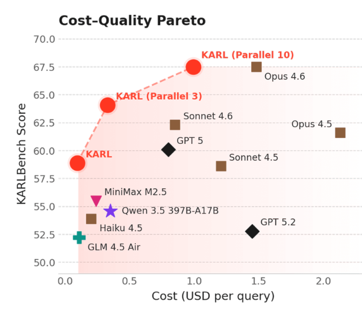 Cost–Quality Pareto
70.0
67.5
65.0
62.5
60.0
57.5
55.0
52.5
50.0
KARLBench Score
KARL (Parallel 10)
Opus 4.6
KARL (Parallel 3)
Sonnet 4.6
Opus 4.5
GPT 5
KARL
Sonnet 4.5
MiniMax M2.5
Qwen 3.5 397B-A17B
Haiku 4.5
GPT 5.2
GLM 4.5 Air
0.0
0.5
1.0
1.5
2.0
Cost (USD per query)